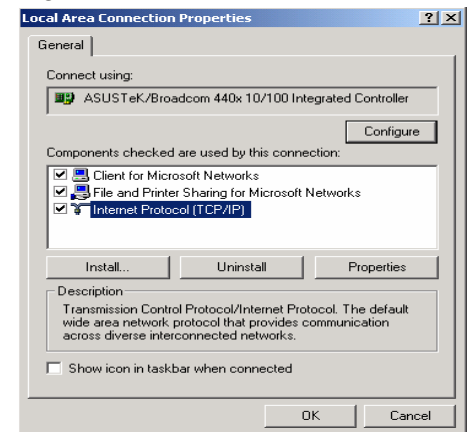 Local Area Connection Properties
General
Connect using:
ASUSTeK/Broadcom 440x 10/100 Integrated Controller
Configure
Components checked are used by this connection:
Client for Microsoft Networks
File and Printer Sharing for Microsoft Networks
Internet Protocol (TCP/IP)
Install...
Uninstall
Properties
Description
Transmission Control Protocol/Internet Protocol. The default
wide area network protocol that provides communication
across diverse interconnected networks.
Show icon in taskbar when connected
OK
Cancel